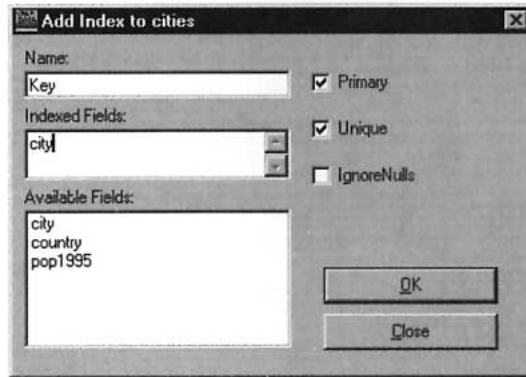 Add Index to cities
Name:
Key
Primary
Indexed Fields:
city
Unique
IgnoreNulls
Available Fields:
city
country
pop1995
OK
Close